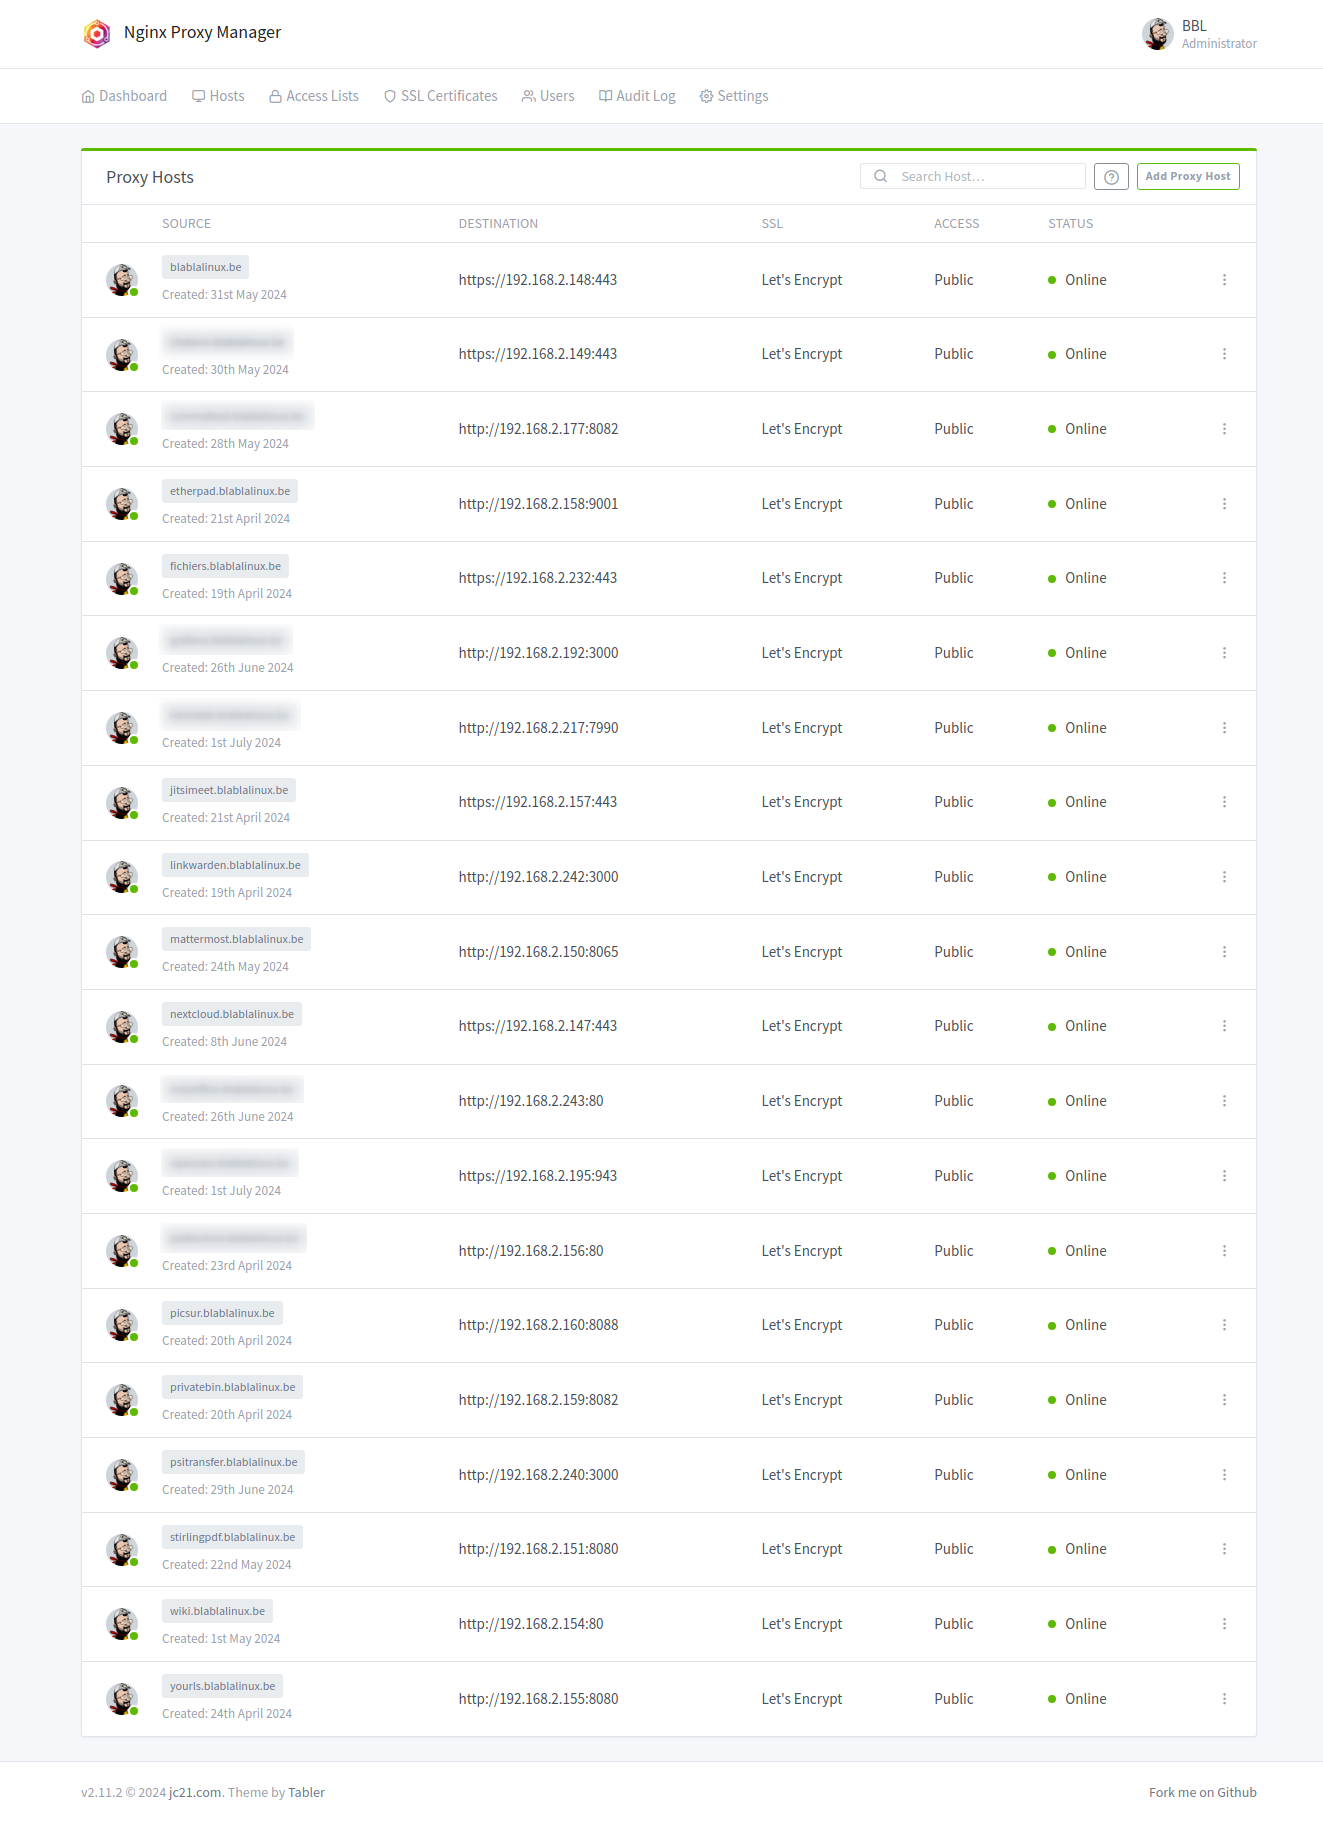 Nginx Proxy Manager
BBL
Administrator
Dashboard Hosts Access Lists SSL Certificates Users Audit Log Settings
Proxy Hosts Search Host… Add Proxy Host
SOURCE DESTINATION SSL ACCESS STATUS
blablalinux.be
Created: 31st May 2024
https://192.168.2.148:443 Let's Encrypt Public Online
Created: 30th May 2024
https://192.168.2.149:443 Let's Encrypt Public Online
Created: 28th May 2024
http://192.168.2.177:8082 Let's Encrypt Public Online
etherpad.blablalinux.be
Created: 21st April 2024
http://192.168.2.158:9001 Let's Encrypt Public Online
fichiers.blablalinux.be
Created: 19th April 2024
https://192.168.2.232:443 Let's Encrypt Public Online
Created: 26th June 2024
http://192.168.2.192:3000 Let's Encrypt Public Online
Created: 1st July 2024
http://192.168.2.217:7990 Let's Encrypt Public Online
jitsimeet.blablalinux.be
Created: 21st April 2024
https://192.168.2.157:443 Let's Encrypt Public Online
linkwarden.blablalinux.be
Created: 19th April 2024
http://192.168.2.242:3000 Let's Encrypt Public Online
mattermost.blablalinux.be
Created: 24th May 2024
http://192.168.2.150:8065 Let's Encrypt Public Online
nextcloud.blablalinux.be
Created: 8th June 2024
https://192.168.2.147:443 Let's Encrypt Public Online
Created: 26th June 2024
http://192.168.2.243:80 Let's Encrypt Public Online
Created: 1st July 2024
https://192.168.2.195:943 Let's Encrypt Public Online
Created: 23rd April 2024
http://192.168.2.156:80 Let's Encrypt Public Online
picsur.blablalinux.be
Created: 20th April 2024
http://192.168.2.160:8088 Let's Encrypt Public Online
privatebin.blablalinux.be
Created: 20th April 2024
http://192.168.2.159:8082 Let's Encrypt Public Online
psitransfer.blablalinux.be
Created: 29th June 2024
http://192.168.2.240:3000 Let's Encrypt Public Online
stirlingpdf.blablalinux.be
Created: 22nd May 2024
http://192.168.2.151:8080 Let's Encrypt Public Online
wiki.blablalinux.be
Created: 1st May 2024
http://192.168.2.154:80 Let's Encrypt Public Online
yourls.blablalinux.be
Created: 24th April 2024
http://192.168.2.155:8080 Let's Encrypt Public Online
v2.11.2 © 2024 jc21.com. Theme by Tabler Fork me on Github